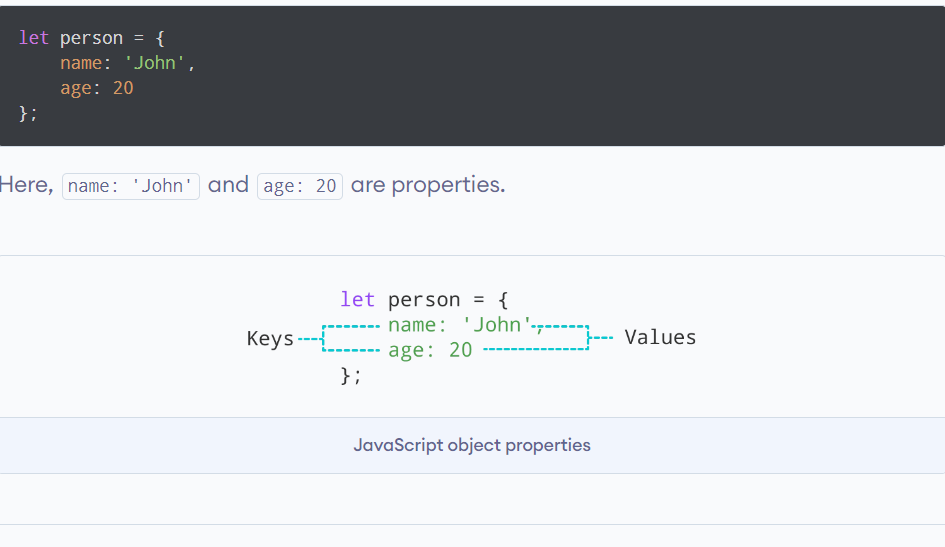 let person = {
    name: 'John',
    age: 20
};
Here, name: 'John' and age: 20 are properties.
let person = {
name: 'John',
Keys Values
age: 20
};
JavaScript object properties